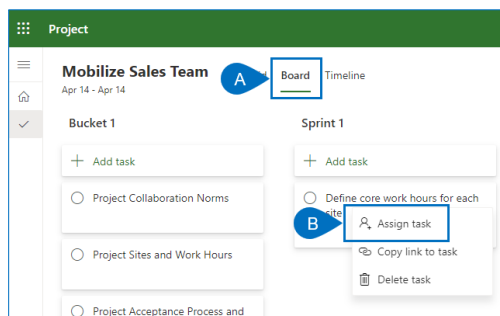 Project
Mobilize Sales Team
A
Board
Timeline
Apr 14 - Apr 14
Bucket 1
Sprint 1
+ Add task
+ Add task
Project Collaboration Norms
Define core work hours for each
site
B
Assign task
Project Sites and Work Hours
Copy link to task
Delete task
Project Acceptance Process and